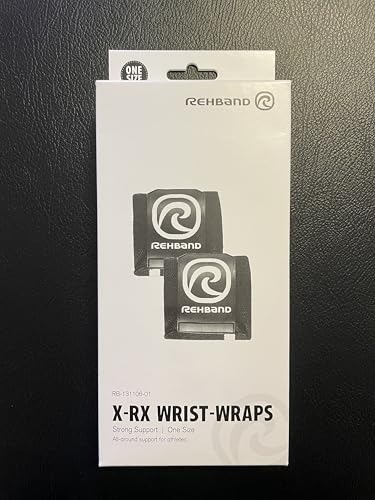 ONE
SIZE
REHBAND
REHBAND
REHBAND
RB-131106-01
X-RX WRIST-WRAPS
Strong Support | One Size
All-around support for athletes